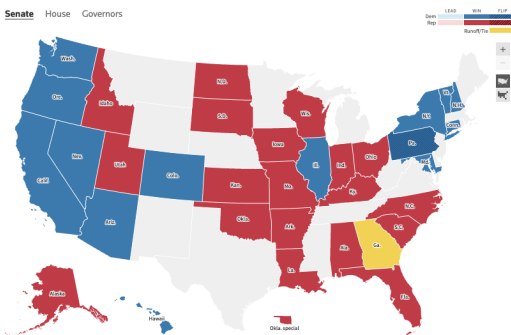 Senate House Governors
LEAD WIN FLIP
Dem
Rep
Runoff/Tie
+
Wash.
Ore.
Idaho
N.D.
S.D.
Wis.
Vt.
N.H.
N.Y.
Conn.
Nev.
Utah
Colo.
Iowa
Ill.
Ind.
Ohio
Pa.
Md.
Calif.
Kan.
Mo.
Ky.
Ariz.
Okla.
Ark.
N.C.
S.C.
La.
Ala.
Ga.
Fla.
Alaska
Hawaii
Okla. special